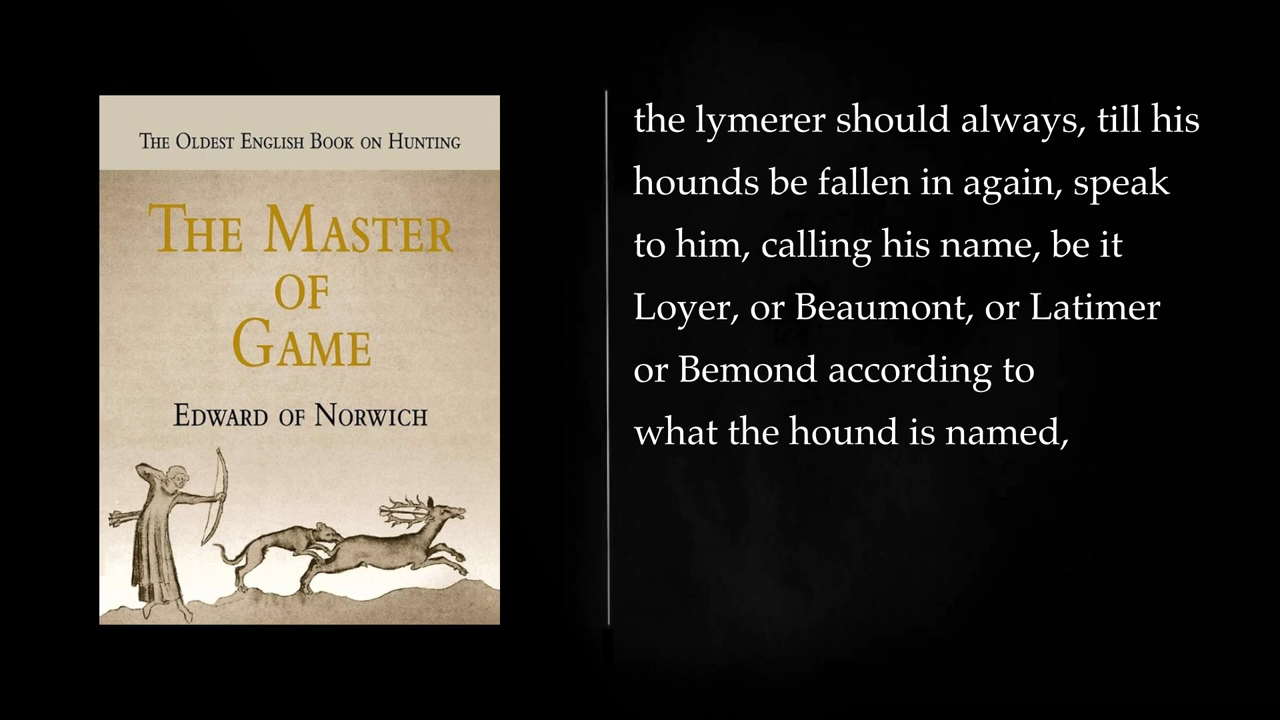 The Oldest English Book on Hunting
The Master
of
Game
Edward of Norwich
the lymerer should always, till his
hounds be fallen in again, speak
to him, calling his name, be it
Loyer, or Beaumont, or Latimer
or Bemond according to
what the hound is named,